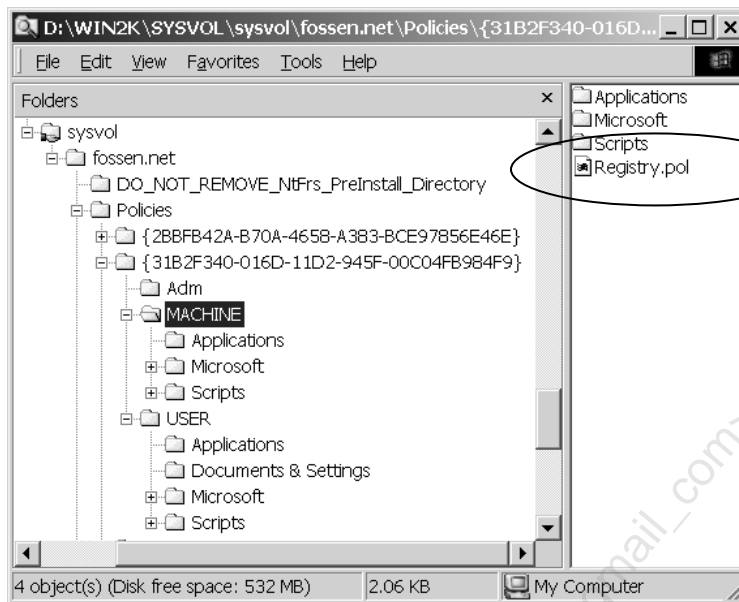 D:\WIN2K\SYSVOL\sysvol\fossen.net\Policies\{31B2F340-016D...
File Edit View Favorites Tools Help
Folders
sysvol
fossen.net
DO_NOT_REMOVE_NtFrs_PreInstall_Directory
Policies
{2BBFB42A-B70A-4658-A383-BCE97856E46E}
{31B2F340-016D-11D2-945F-00C04FB984F9}
Adm
MACHINE
Applications
Microsoft
Scripts
USER
Applications
Documents & Settings
Microsoft
Scripts
Applications
Microsoft
Scripts
Registry.pol
4 object(s) (Disk free space: 532 MB)
2.06 KB
My Computer